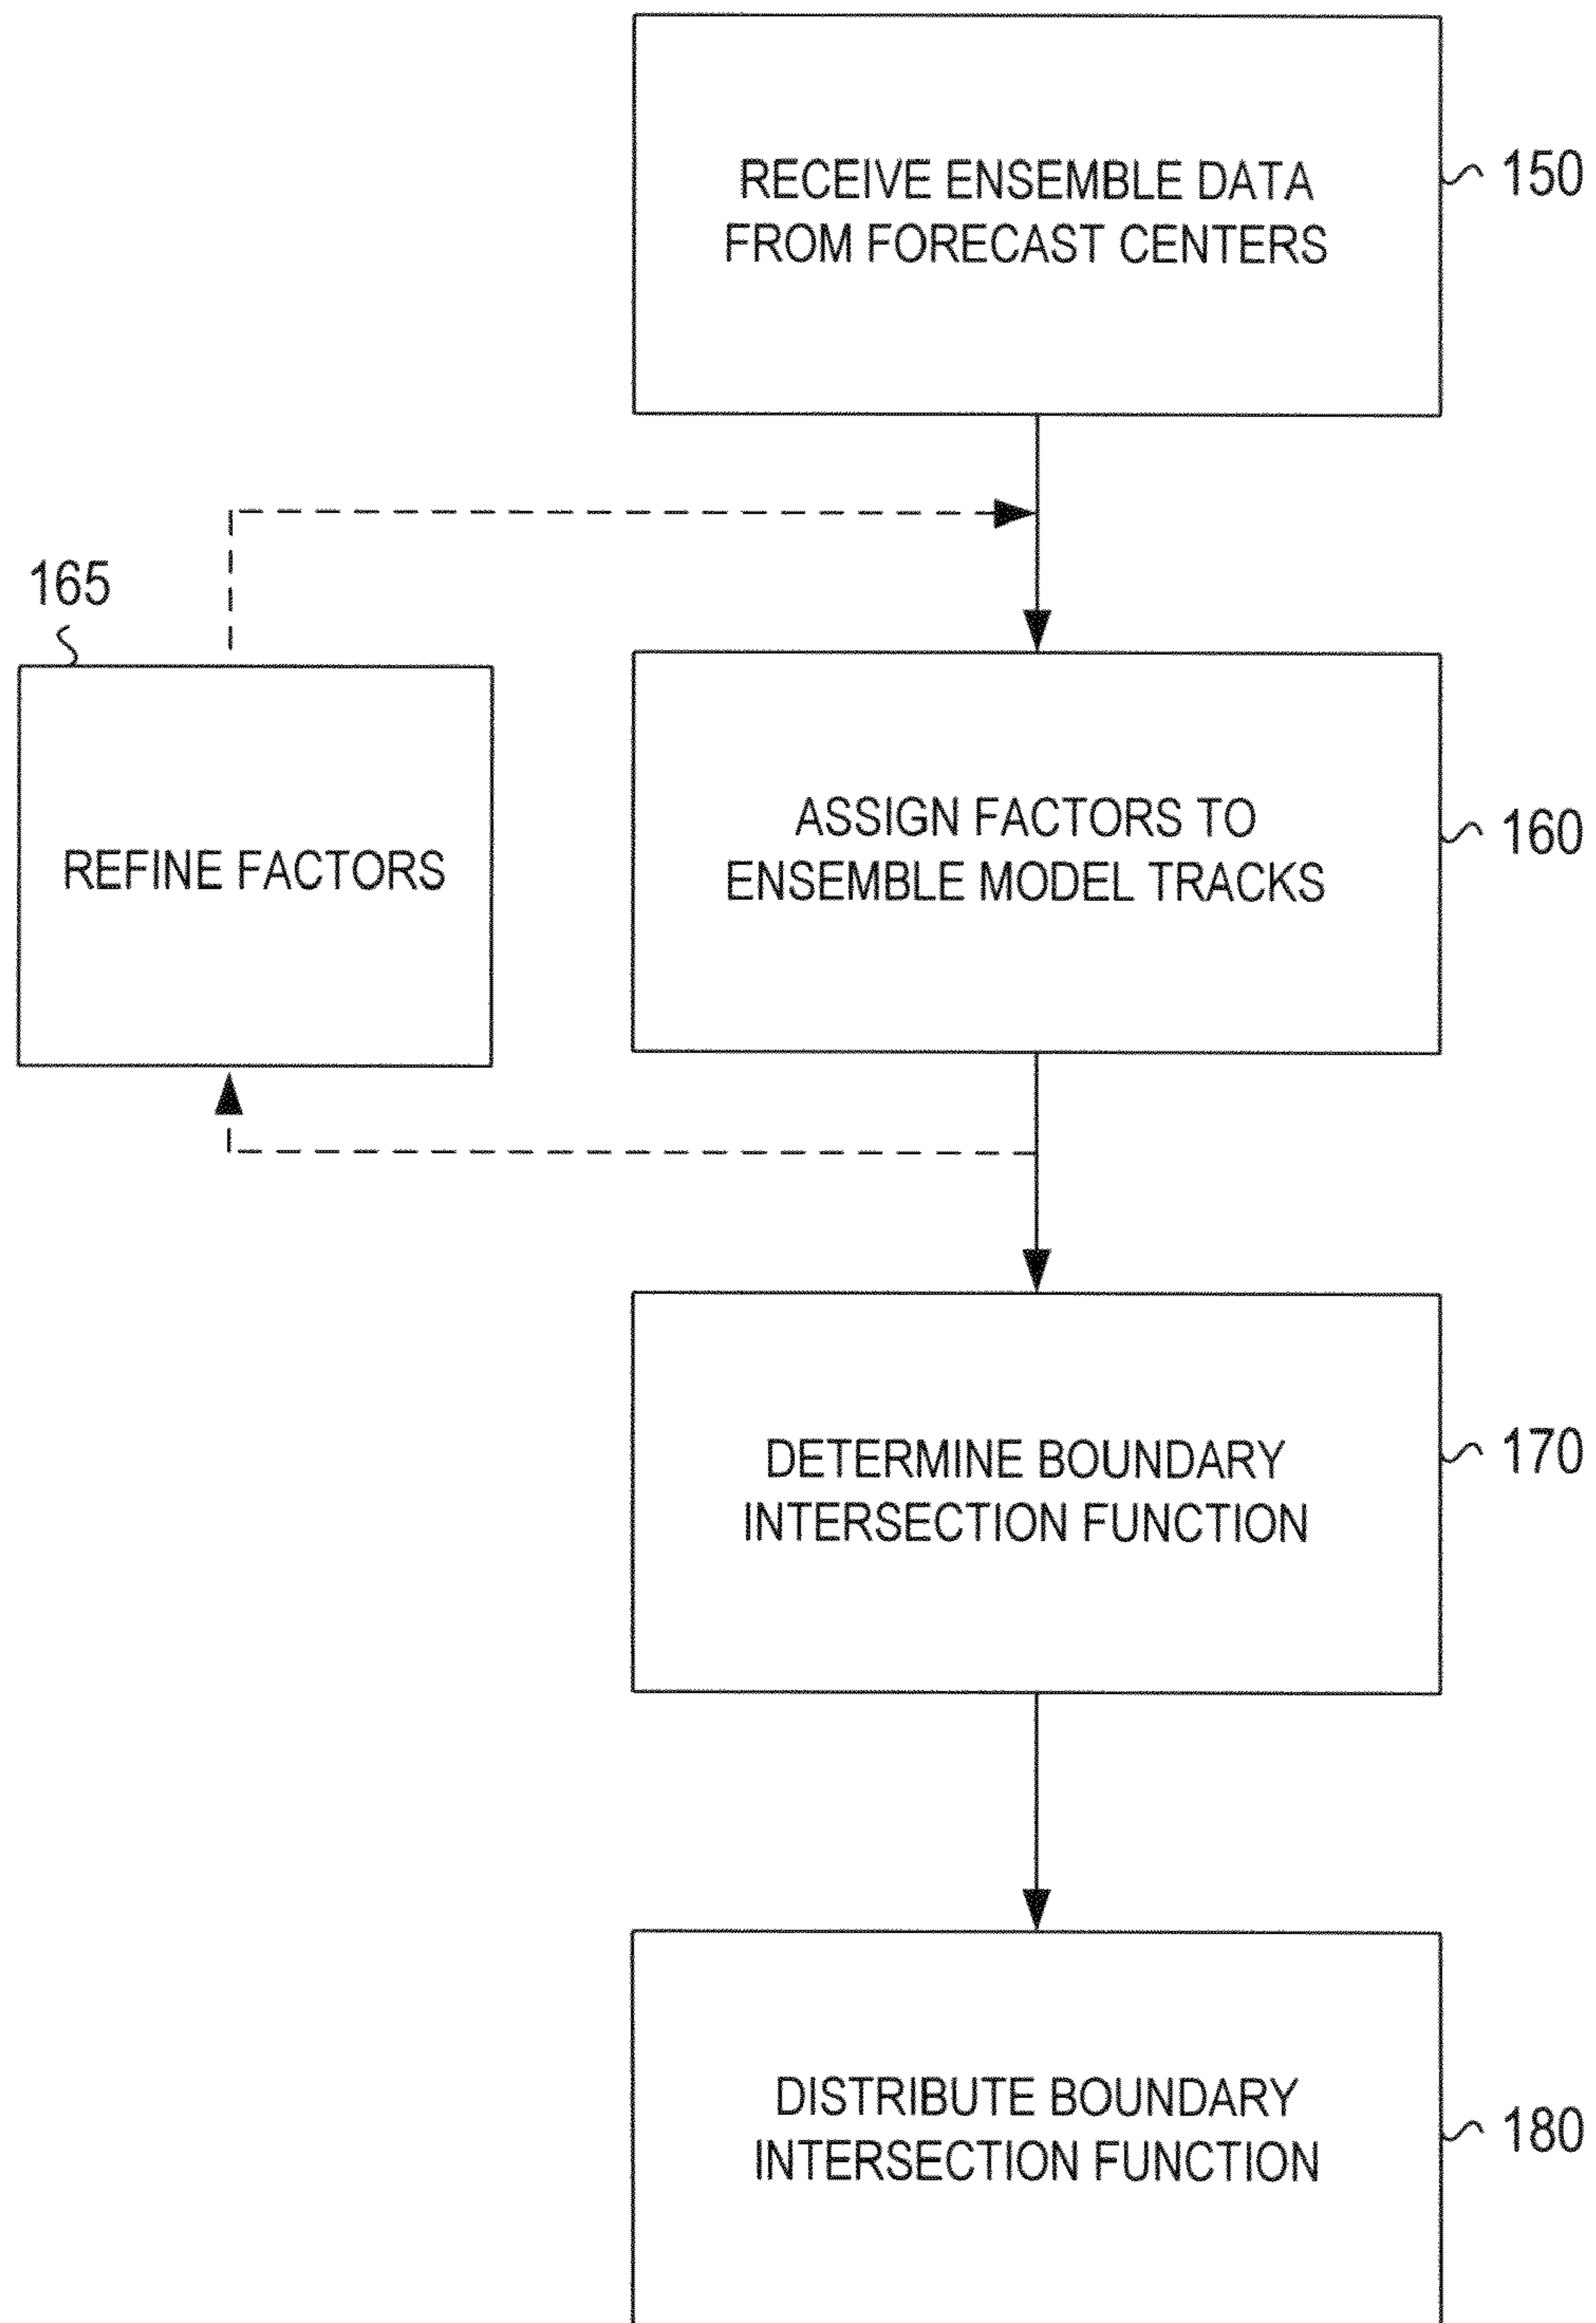 RECEIVE ENSEMBLE DATA
FROM FORECAST CENTERS
150
165
REFINE FACTORS
ASSIGN FACTORS TO
ENSEMBLE MODEL TRACKS
160
DETERMINE BOUNDARY
INTERSECTION FUNCTION
170
DISTRIBUTE BOUNDARY
INTERSECTION FUNCTION
180